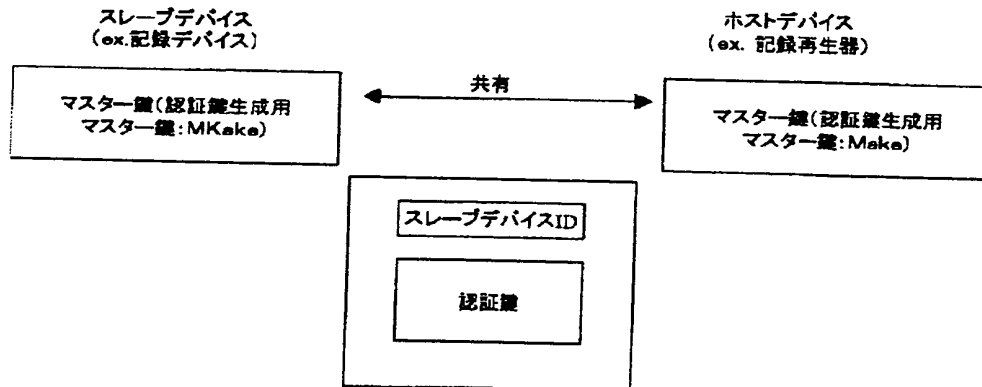 スレーブデバイス
(ex.記録デバイス)
ホストデバイス
(ex. 記録再生器)
マスター鍵(認証鍵生成用
マスター鍵:MKake)
共有
マスター鍵(認証鍵生成用
マスター鍵:Make)
スレーブデバイスID
認証鍵